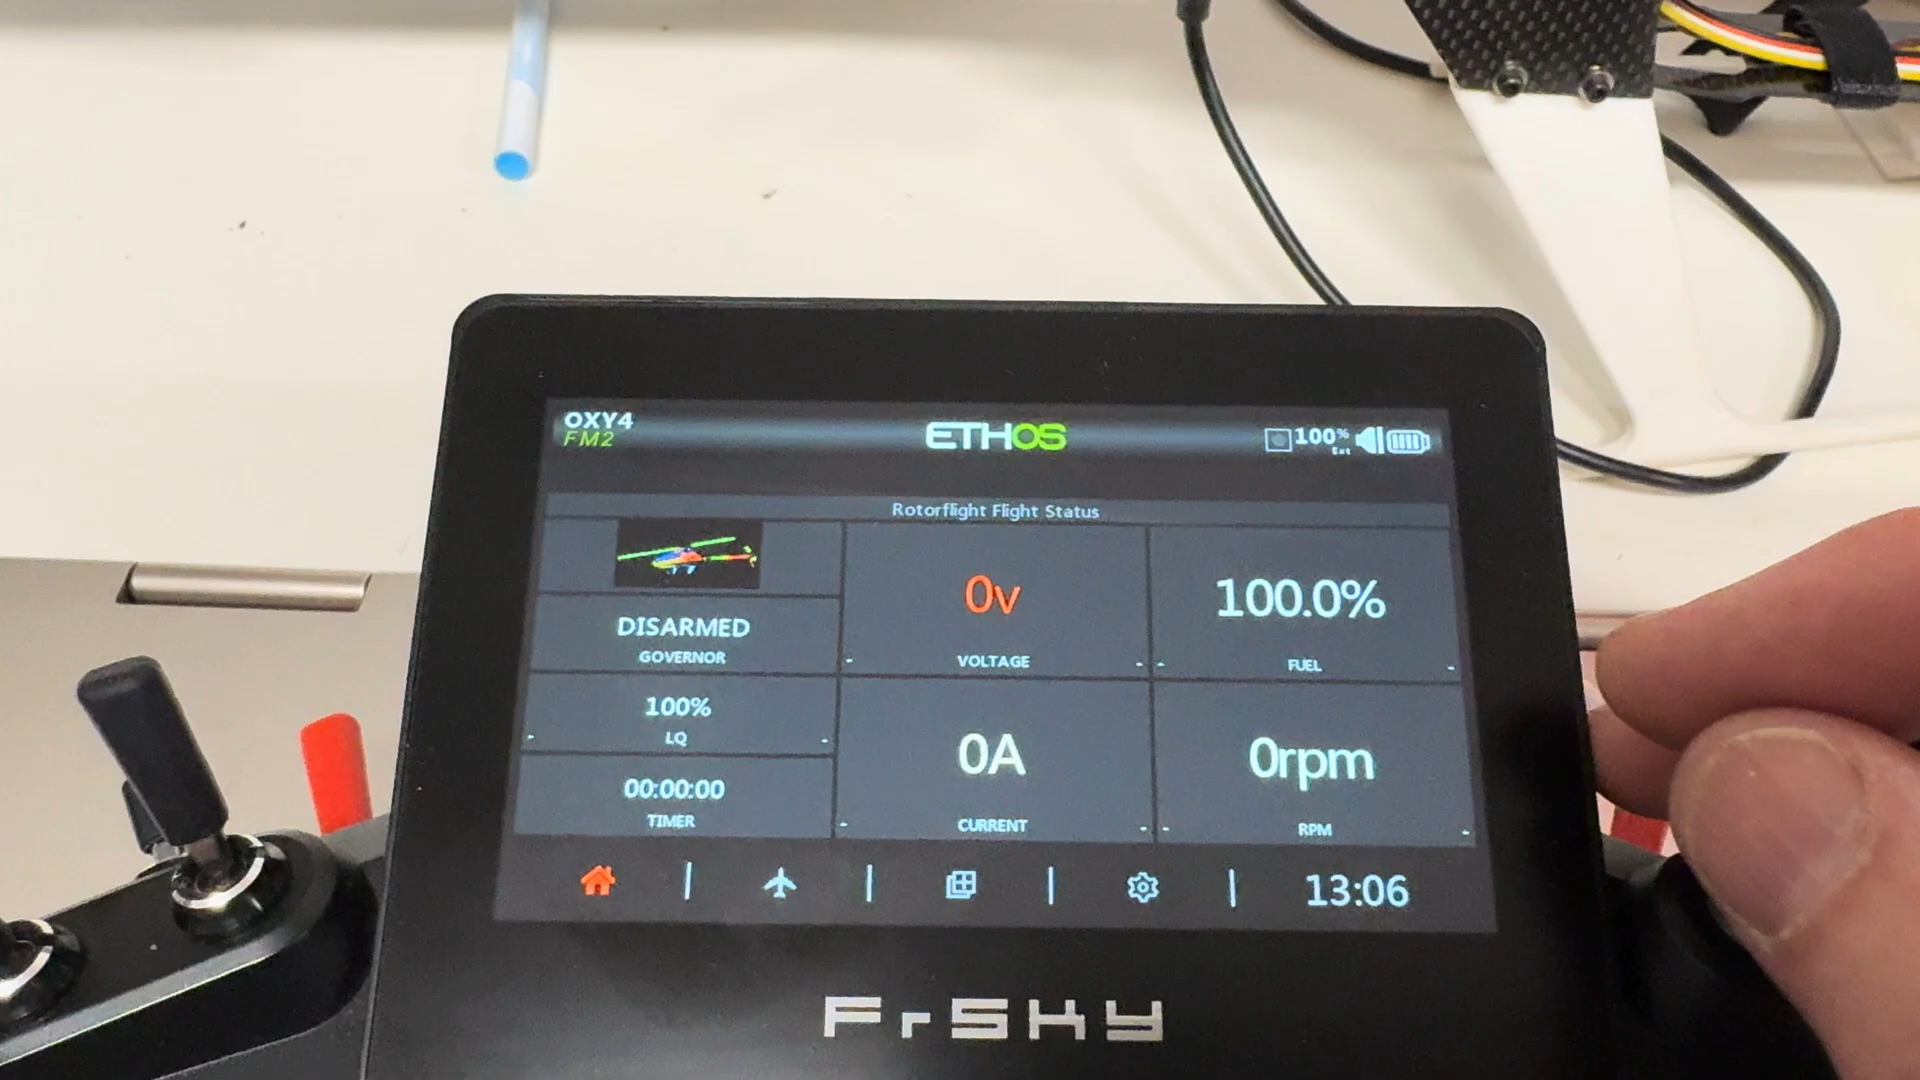 OXY4
FM2
ETHOS
100%
Ext
Rotorflight Flight Status
DISARMED
GOVERNOR
100%
LQ
00:00:00
TIMER
0v
- VOLTAGE -
0A
- CURRENT -
100.0%
- FUEL -
0rpm
- RPM -
13:06
FrSKY